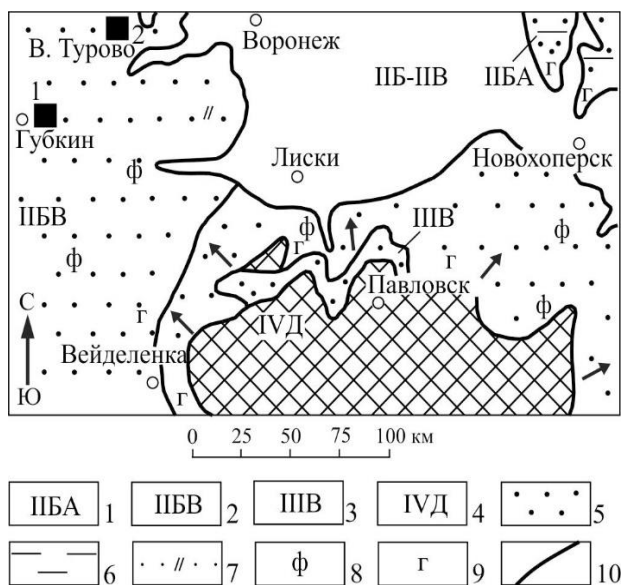 2
Воронеж
В. Турово
IIБА
г
г
IIБ-IIВ
1
Губкин
ф
Лиски
Новохоперск
IIБВ
ф
IIIВ
ф
г
г
ф
Павловск
IVД
ф
С
г
Вейделенка
Ю
г
0 25 50 75 100 км
IIБА 1 IIБВ 2 IIIВ 3 IVД 4 5
6 7 ф 8 г 9 10